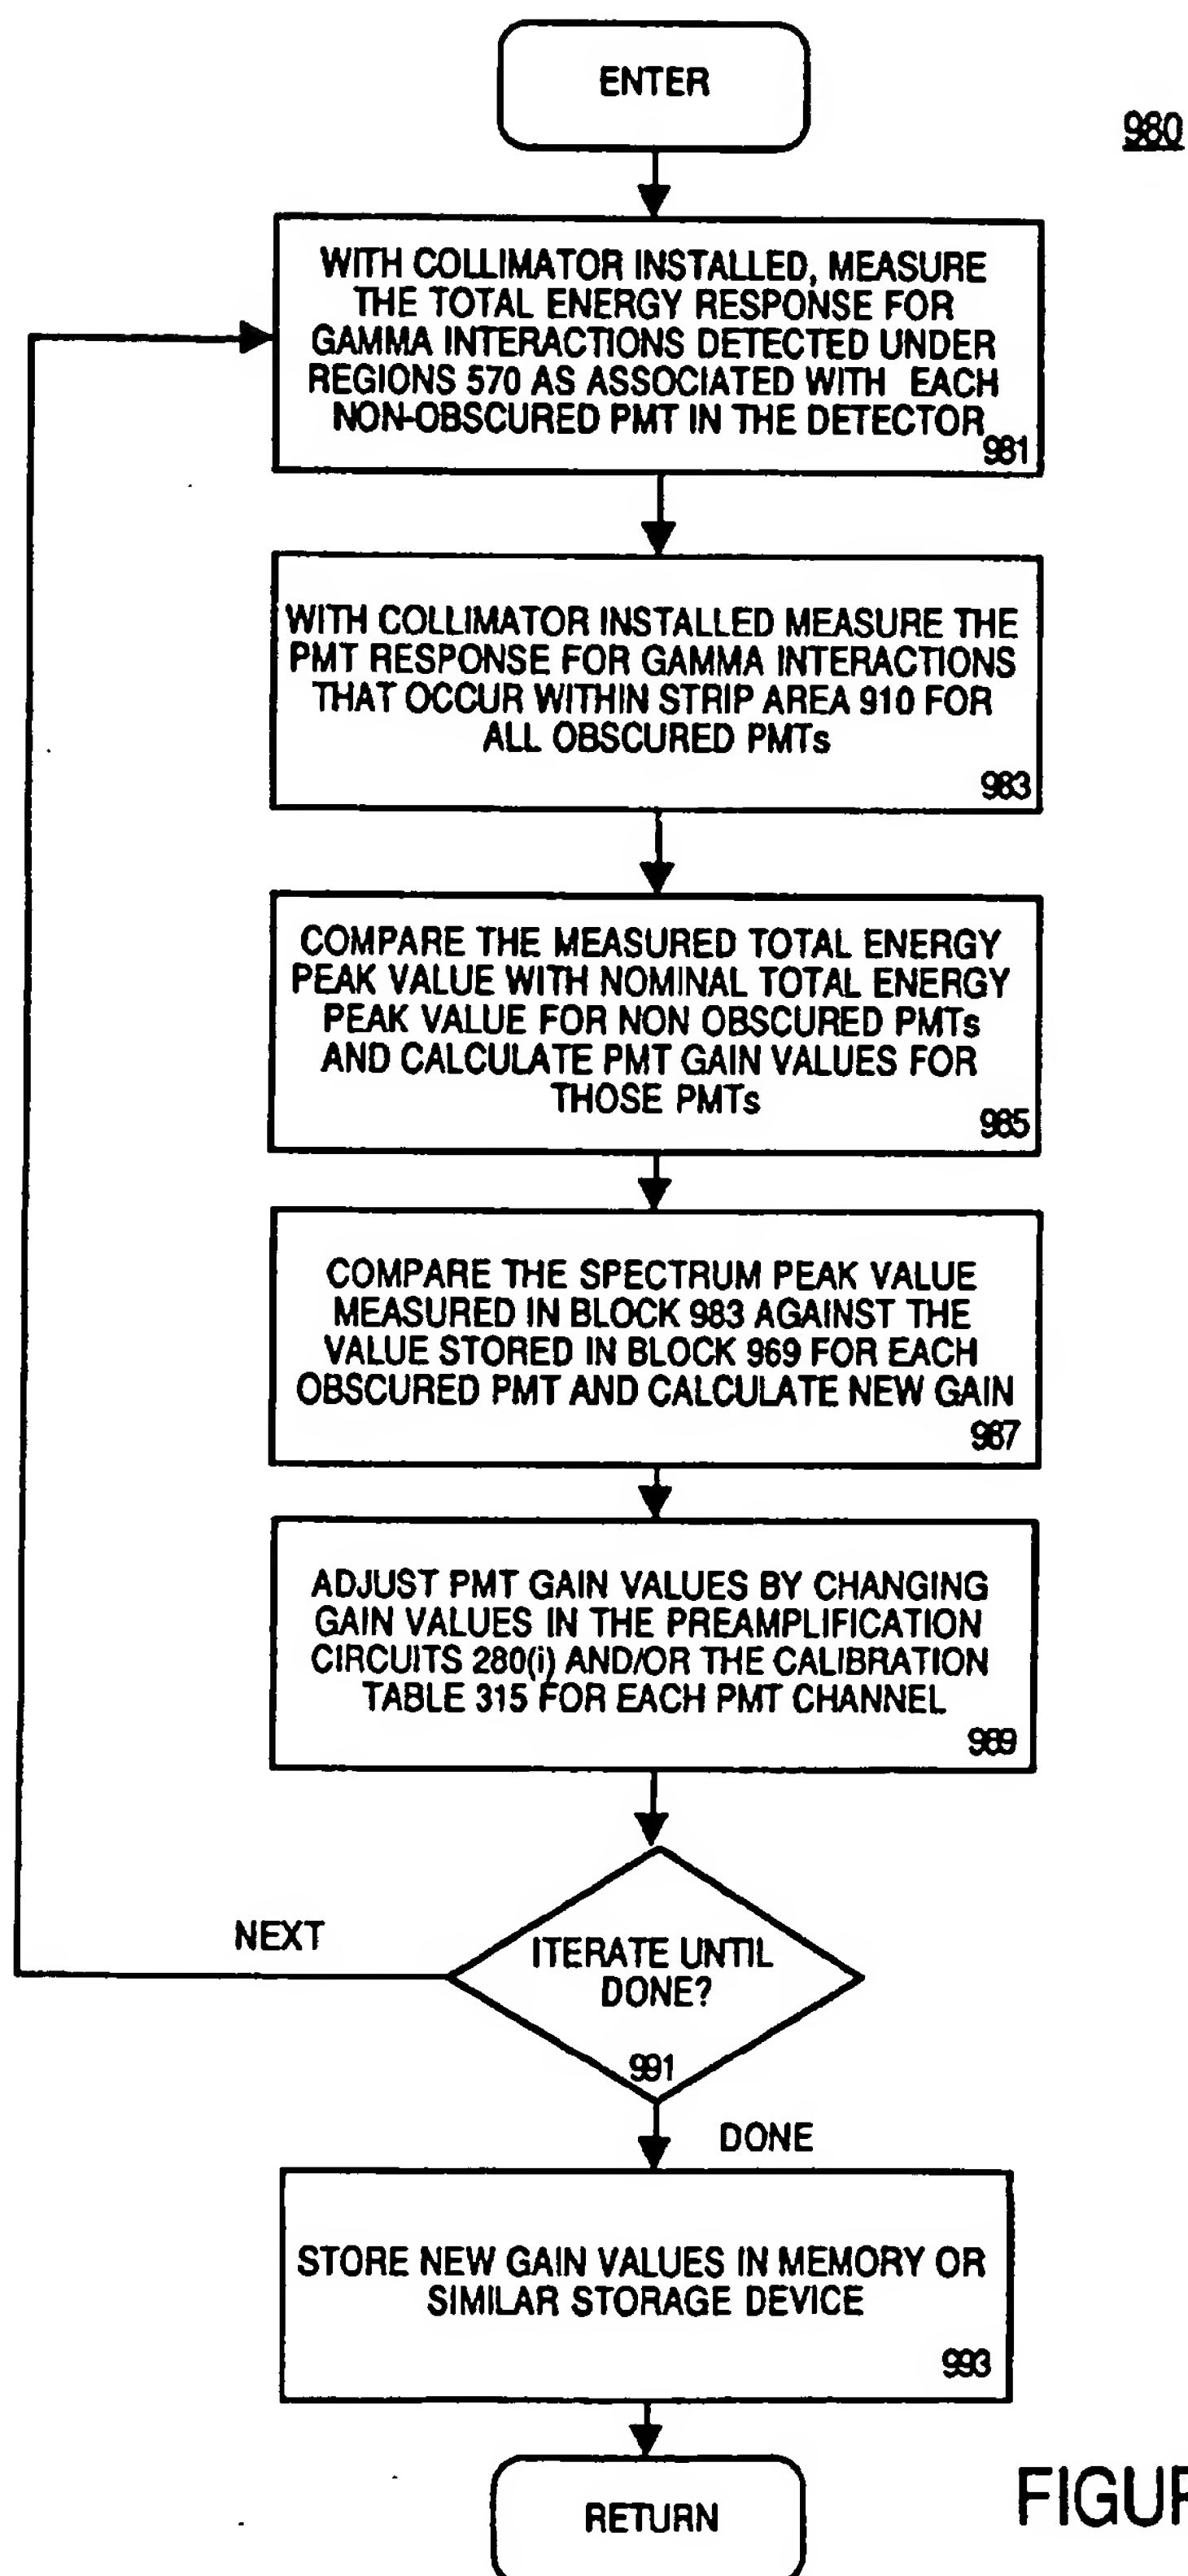 ENTER
980
WITH COLLIMATOR INSTALLED, MEASURE
THE TOTAL ENERGY RESPONSE FOR
GAMMA INTERACTIONS DETECTED UNDER
REGIONS 570 AS ASSOCIATED WITH EACH
NON-OBSCURED PMT IN THE DETECTOR
981
WITH COLLIMATOR INSTALLED MEASURE THE
PMT RESPONSE FOR GAMMA INTERACTIONS
THAT OCCUR WITHIN STRIP AREA 910 FOR
ALL OBSCURED PMTs
983
COMPARE THE MEASURED TOTAL ENERGY
PEAK VALUE WITH NOMINAL TOTAL ENERGY
PEAK VALUE FOR NON OBSCURED PMTs
AND CALCULATE PMT GAIN VALUES FOR
THOSE PMTs
985
COMPARE THE SPECTRUM PEAK VALUE
MEASURED IN BLOCK 983 AGAINST THE
VALUE STORED IN BLOCK 969 FOR EACH
OBSCURED PMT AND CALCULATE NEW GAIN
987
ADJUST PMT GAIN VALUES BY CHANGING
GAIN VALUES IN THE PREAMPLIFICATION
CIRCUITS 280(i) AND/OR THE CALIBRATION
TABLE 315 FOR EACH PMT CHANNEL
989
NEXT
ITERATE UNTIL
DONE?
991
DONE
STORE NEW GAIN VALUES IN MEMORY OR
SIMILAR STORAGE DEVICE
993
RETURN